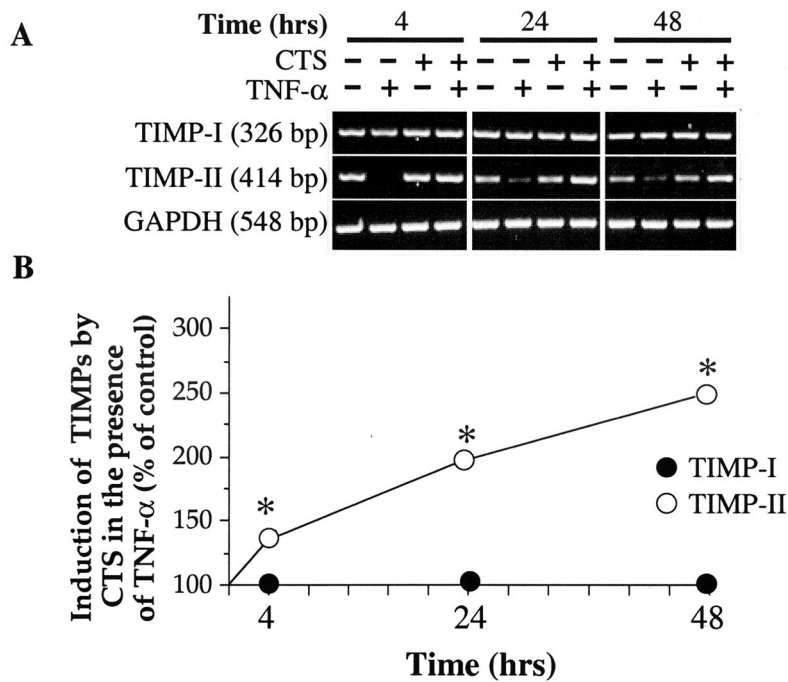 A
Time (hrs) 4 24 48
CTS − − + + − − + + − − + +
TNF-α − + − + − + − + − + − +
TIMP-I (326 bp)
TIMP-II (414 bp)
GAPDH (548 bp)
B
Induction of TIMPs by
CTS in the presence
of TNF-α (% of control)
300
250
200
150
100
* * *
TIMP-I
TIMP-II
4 24 48
Time (hrs)